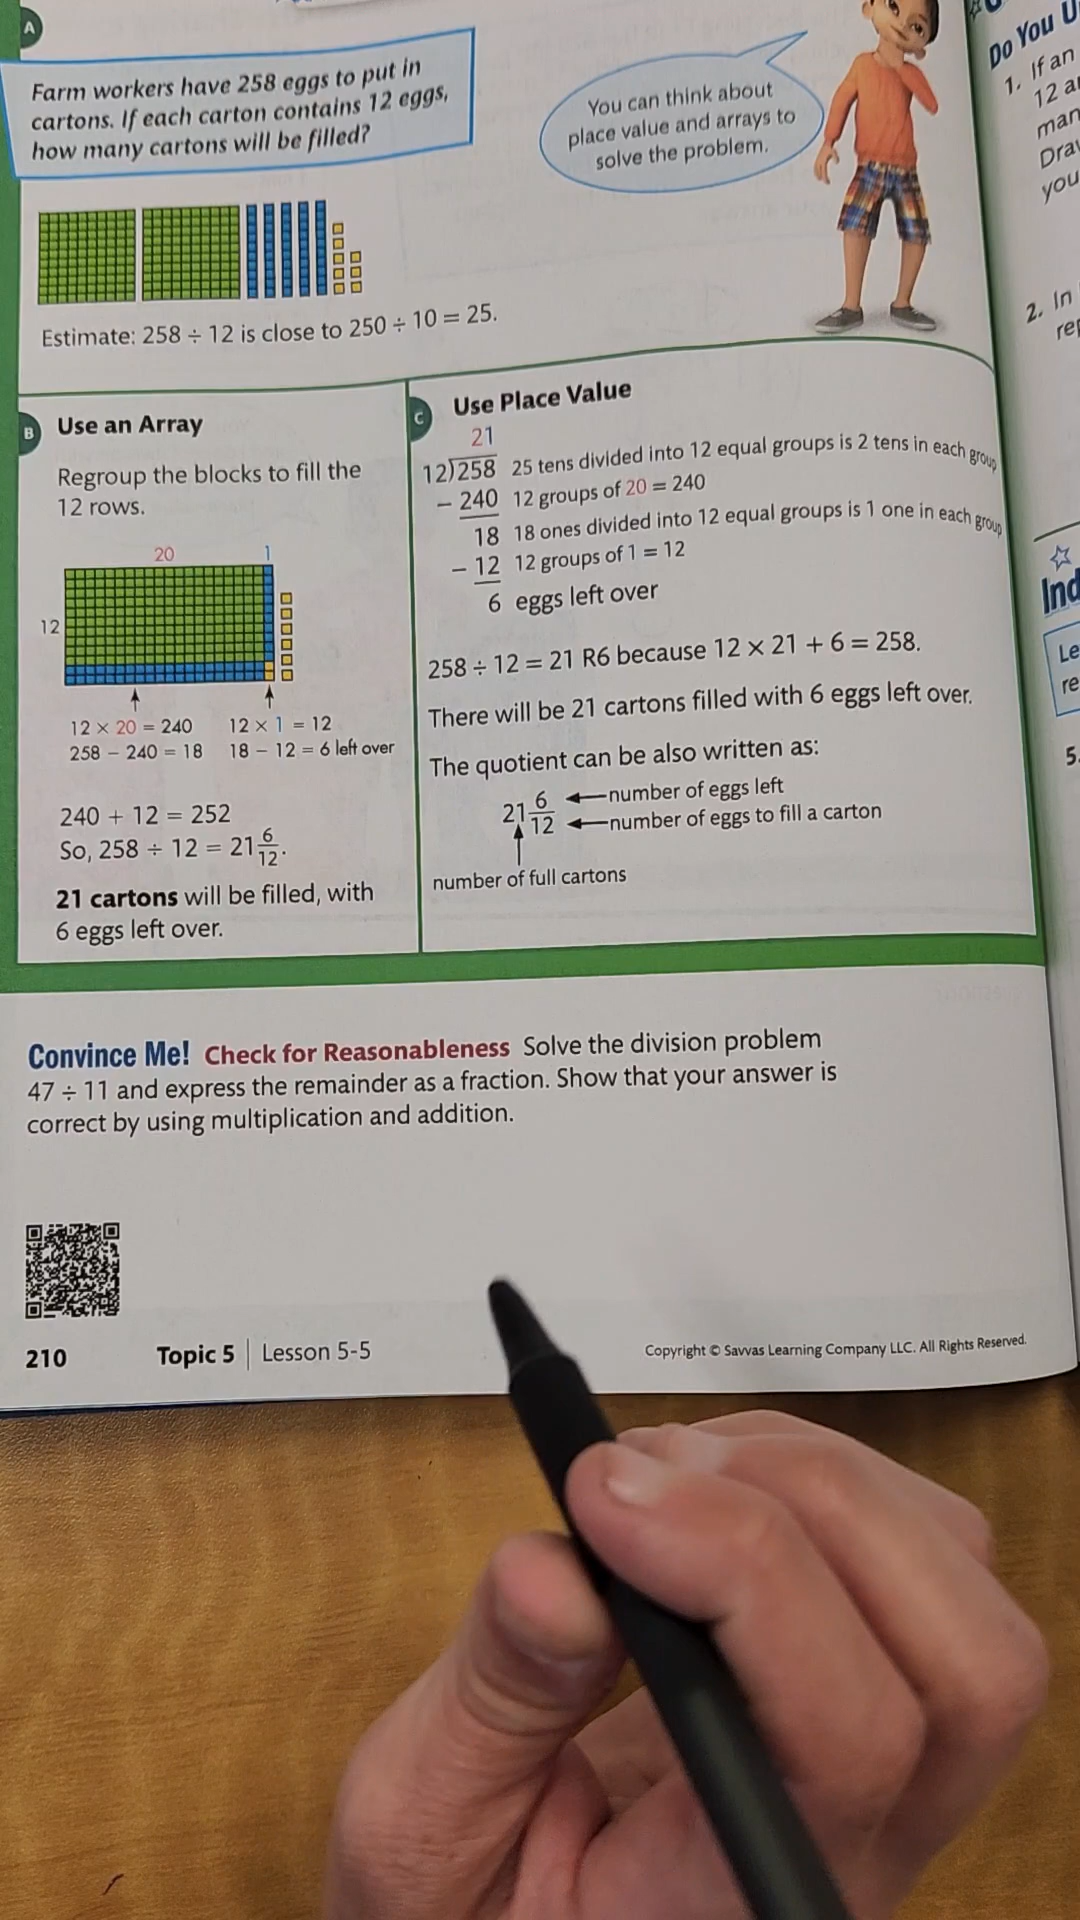 A
Farm workers have 258 eggs to put in
cartons. If each carton contains 12 eggs,
how many cartons will be filled?
You can think about
place value and arrays to
solve the problem.
Estimate: 258 ÷ 12 is close to 250 ÷ 10 = 25.
B Use an Array
Regroup the blocks to fill the
12 rows.
20 1
12
12 × 20 = 240 12 × 1 = 12
258 − 240 = 18 18 − 12 = 6 left over
240 + 12 = 252
So, 258 ÷ 12 = 21 6/12.
21 cartons will be filled, with
6 eggs left over.
C Use Place Value
21
12)258 25 tens divided into 12 equal groups is 2 tens in each group
− 240 12 groups of 20 = 240
18 18 ones divided into 12 equal groups is 1 one in each group
− 12 12 groups of 1 = 12
6 eggs left over
258 ÷ 12 = 21 R6 because 12 × 21 + 6 = 258.
There will be 21 cartons filled with 6 eggs left over.
The quotient can be also written as:
21 6/12
number of eggs left
number of eggs to fill a carton
number of full cartons
Convince Me! Check for Reasonableness Solve the division problem
47 ÷ 11 and express the remainder as a fraction. Show that your answer is
correct by using multiplication and addition.
210 Topic 5 | Lesson 5-5
Copyright © Savvas Learning Company LLC. All Rights Reserved.
Do You U
1. If an
12 a
man
Dra
you
2. In
re
Ind
Le
re
5.